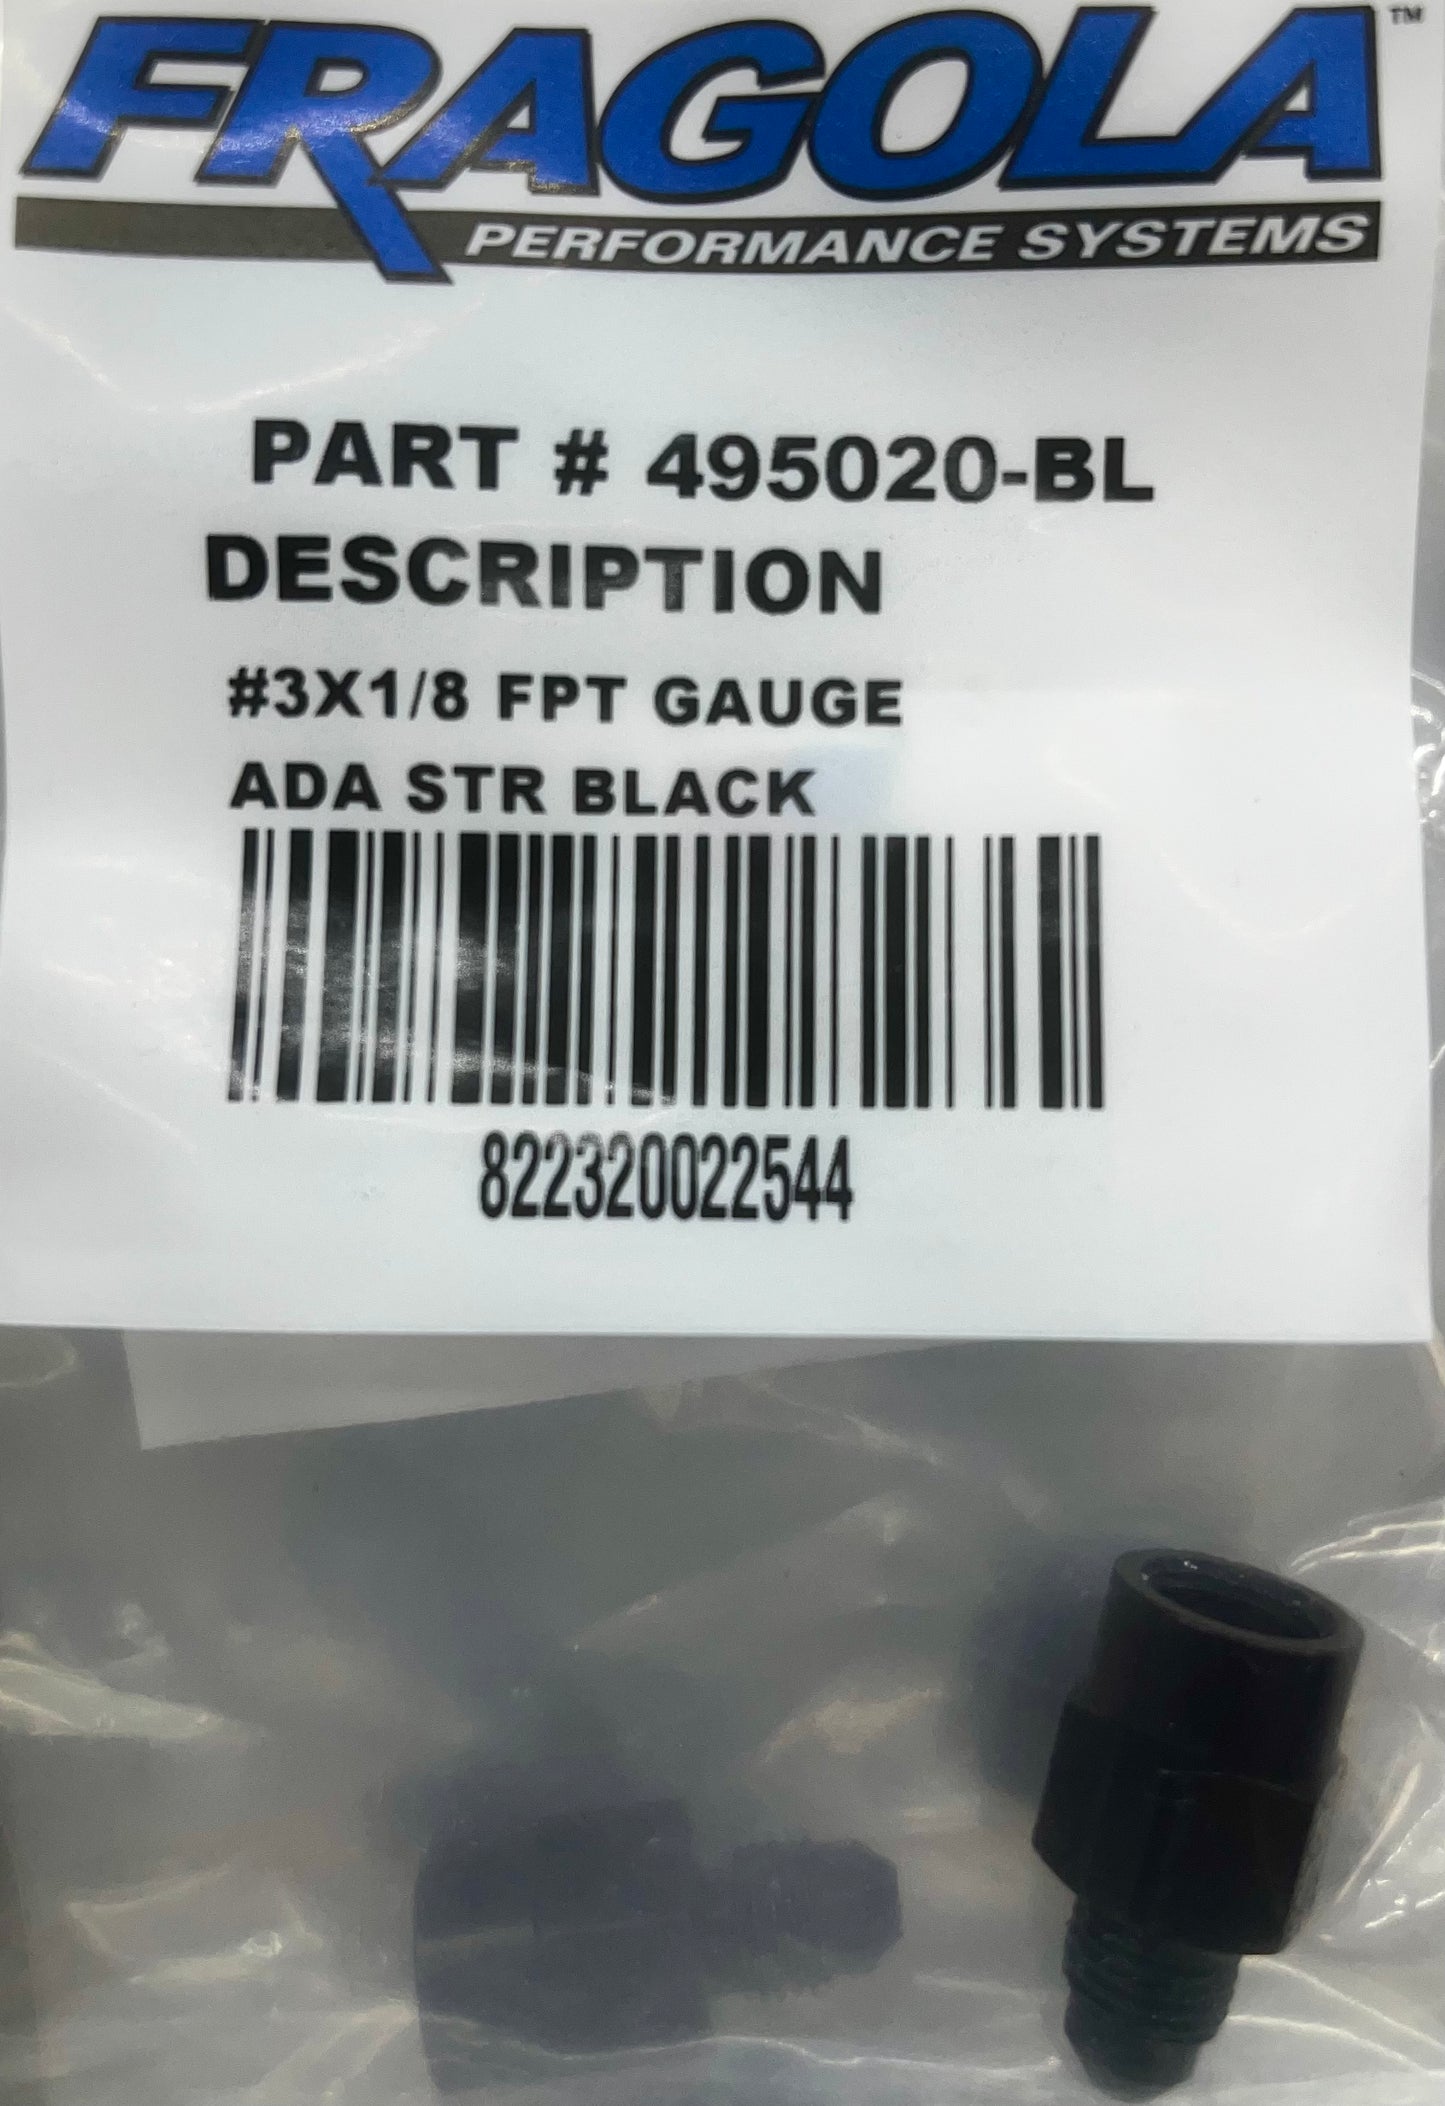 FRAGOLA™
PERFORMANCE SYSTEMS
PART # 495020-BL
DESCRIPTION
#3X1/8 FPT GAUGE
ADA STR BLACK
822320022544